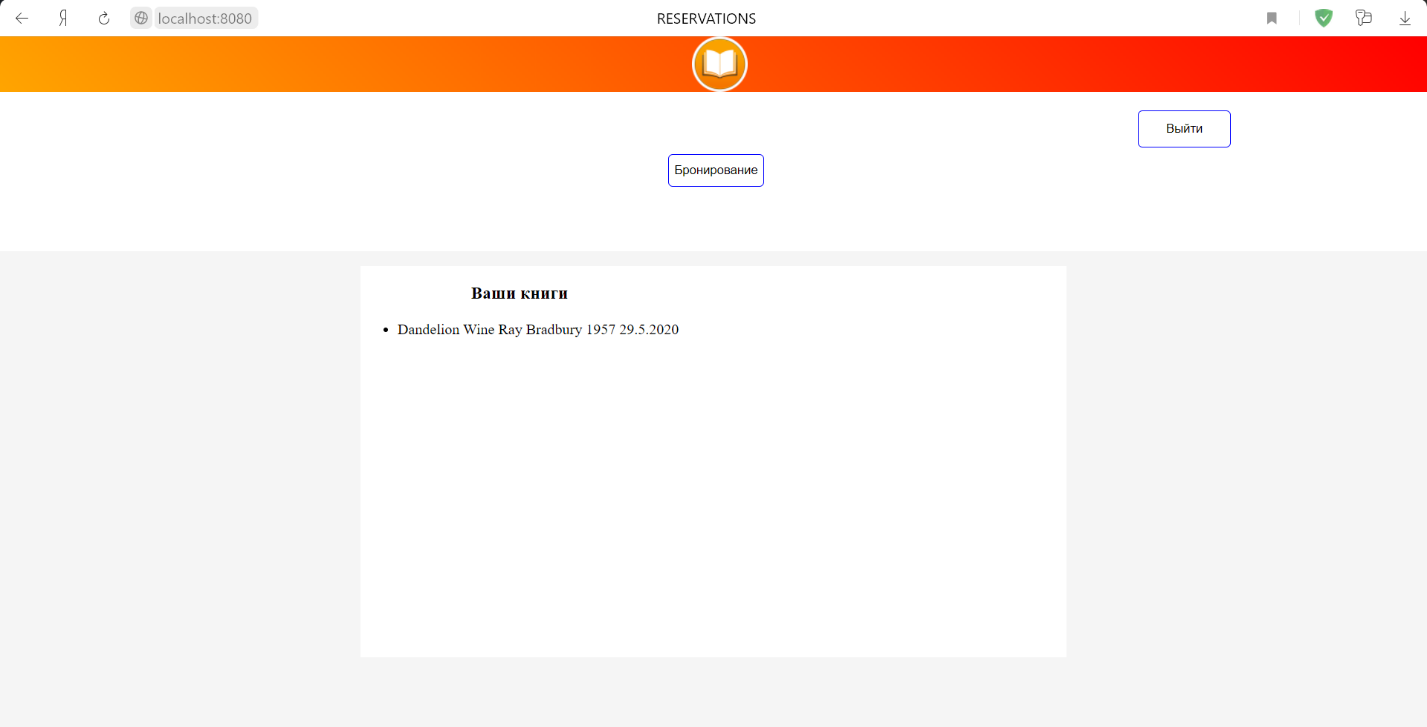 Я localhost:8080 RESERVATIONS
Выйти
Бронирование
Ваши книги
• Dandelion Wine Ray Bradbury 1957 29.5.2020